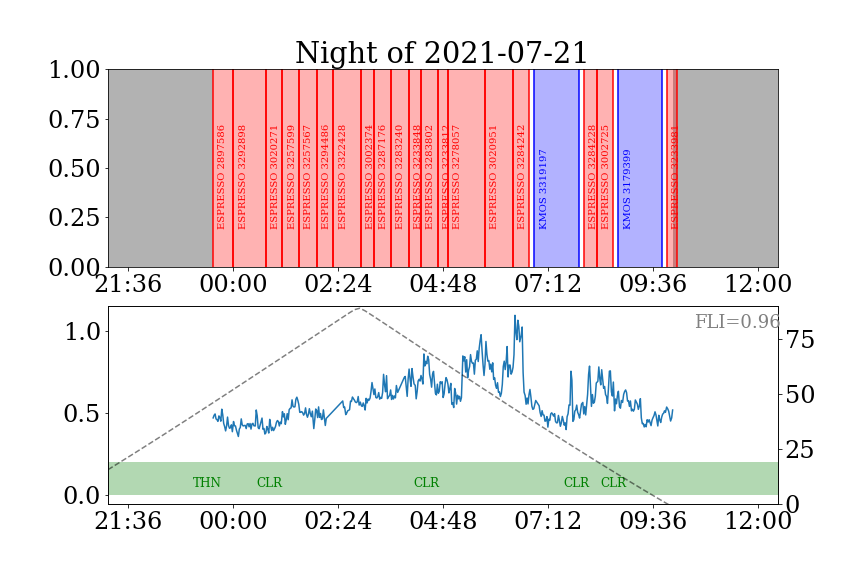 Night of 2021-07-21
1.00
0.75
0.50
0.25
0.00
ESPRESSO 2897586
ESPRESSO 3292898
ESPRESSO 3020271
ESPRESSO 3257599
ESPRESSO 3257567
ESPRESSO 3294486
ESPRESSO 3322428
ESPRESSO 3002374
ESPRESSO 3287176
ESPRESSO 3283240
ESPRESSO 3233848
ESPRESSO 3283802
ESPRESSO 3233812
ESPRESSO 3278057
ESPRESSO 3020951
ESPRESSO 3284242
KMOS 3319197
ESPRESSO 3284228
ESPRESSO 3002725
KMOS 3179399
ESPRESSO
21:36 00:00 02:24 04:48 07:12 09:36 12:00
FLI=0.96
1.0
0.5
0.0
75
50
25
0
THN CLR CLR CLR CLR
21:36 00:00 02:24 04:48 07:12 09:36 12:00